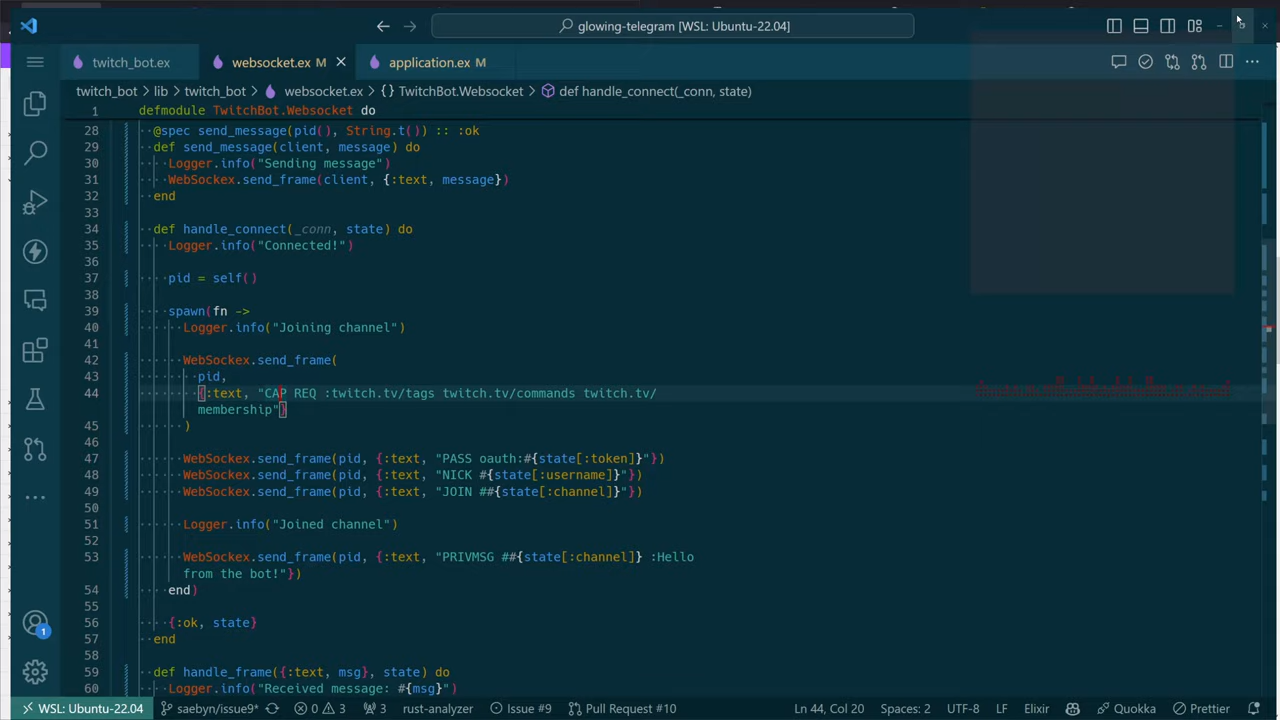 glowing-telegram [WSL: Ubuntu-22.04]
twitch_bot.ex websocket.ex M application.ex M
twitch_bot > lib > twitch_bot > websocket.ex > {} TwitchBot.Websocket > def handle_connect(_conn, state)
1 defmodule TwitchBot.Websocket do
28 @spec send_message(pid(), String.t()) :: :ok
29 def send_message(client, message) do
30 Logger.info("Sending message")
31 WebSockex.send_frame(client, {:text, message})
32 end
33
34 def handle_connect(_conn, state) do
35 Logger.info("Connected!")
36
37 pid = self()
38
39 spawn(fn ->
40 Logger.info("Joining channel")
41
42 WebSockex.send_frame(
43 pid,
44 {:text, "CAP REQ :twitch.tv/tags twitch.tv/commands twitch.tv/
membership"}
45 )
46
47 WebSockex.send_frame(pid, {:text, "PASS oauth:#{state[:token]}"})
48 WebSockex.send_frame(pid, {:text, "NICK #{state[:username]}"})
49 WebSockex.send_frame(pid, {:text, "JOIN ##{state[:channel]}"})
50
51 Logger.info("Joined channel")
52
53 WebSockex.send_frame(pid, {:text, "PRIVMSG ##{state[:channel]} :Hello
from the bot!"})
54 end)
55
56 {:ok, state}
57 end
58
59 def handle_frame({:text, msg}, state) do
60 Logger.info("Received message: #{msg}")
1
WSL: Ubuntu-22.04 saebyn/issue9* 0 3 3 rust-analyzer Issue #9 Pull Request #10 Ln 44, Col 20 Spaces: 2 UTF-8 LF Elixir Quokka Prettier